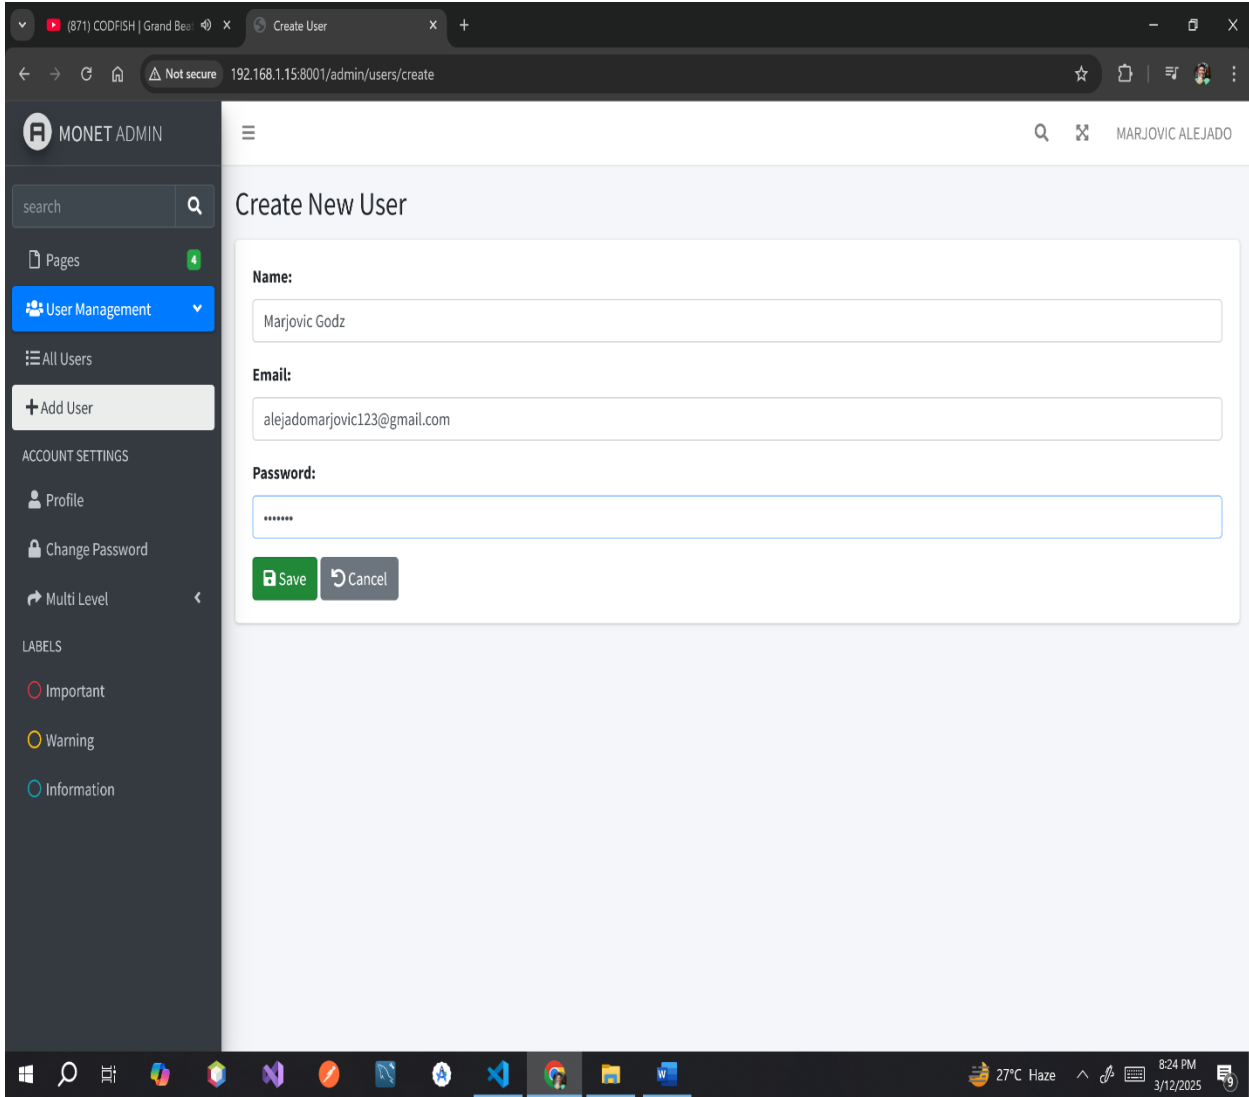 (871) CODFISH | Grand Beat
Create User
Not secure
192.168.1.15:8001/admin/users/create
MONET ADMIN
MARJOVIC ALEJADO
search
Pages
4
User Management
All Users
Add User
ACCOUNT SETTINGS
Profile
Change Password
Multi Level
LABELS
Important
Warning
Information
Create New User
Name:
Marjovic Godz
Email:
alejadomarjovic123@gmail.com
Password:
•••••••
Save
Cancel
27°C Haze
8:24 PM
3/12/2025
9